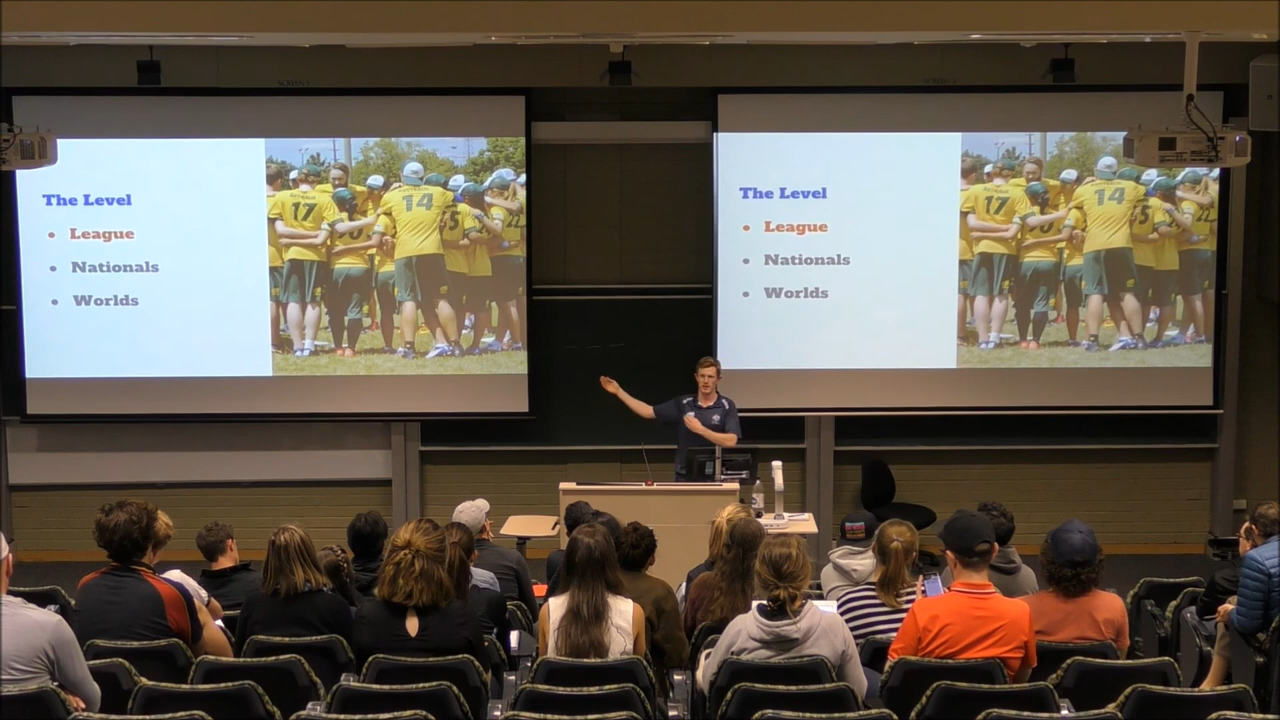 The Level
• League
• Nationals
• Worlds
17
14
The Level
• League
• Nationals
• Worlds
17
14